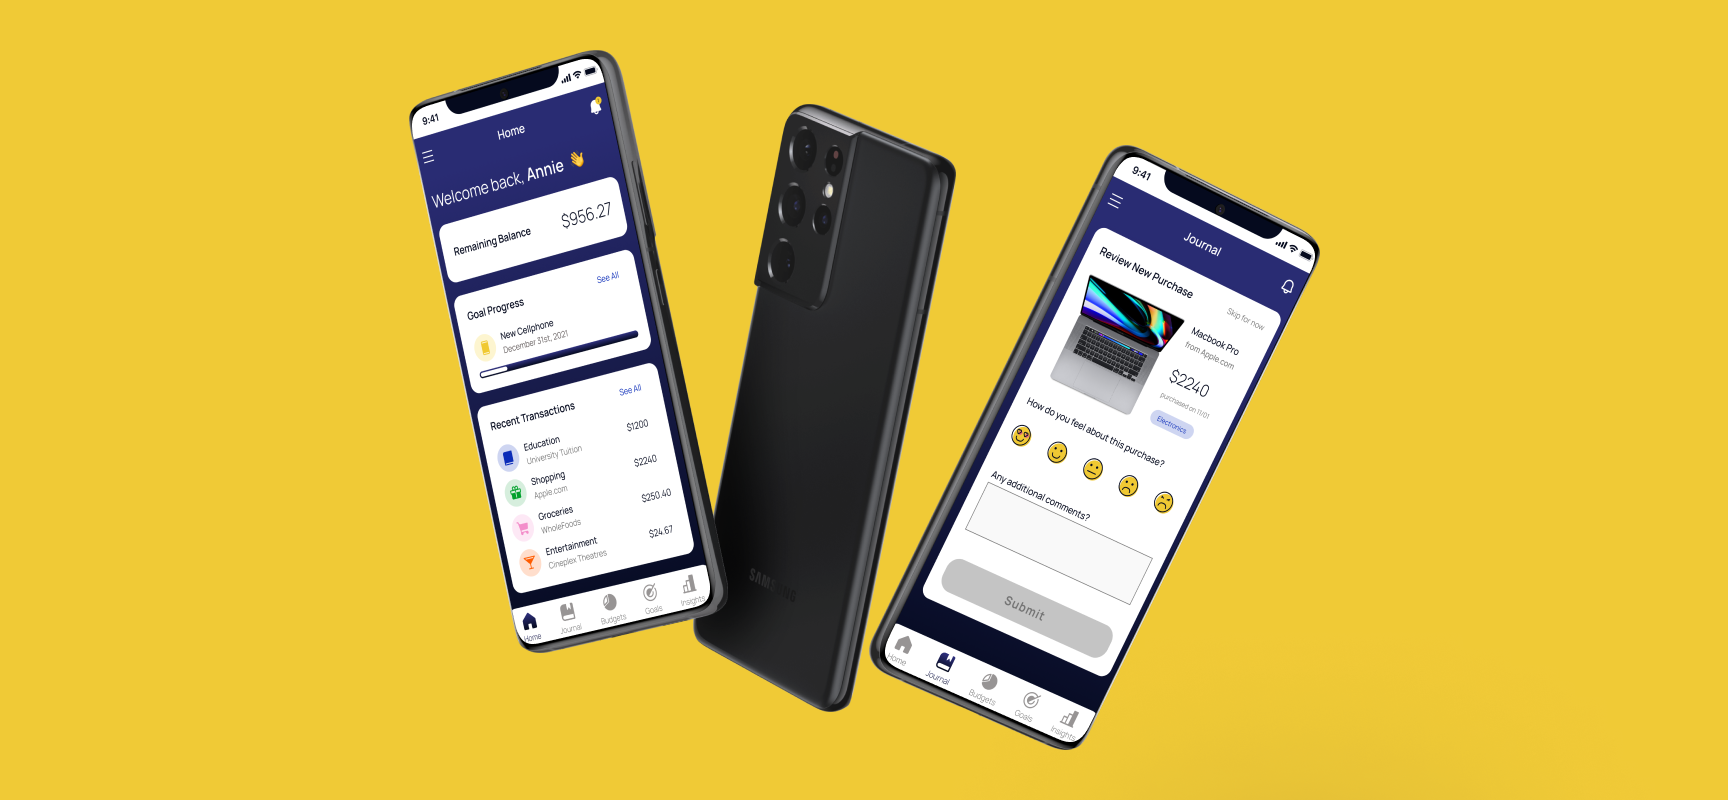 9:41
Home
Welcome back, Annie
Remaining Balance
$956.27
Goal Progress
See All
New Cellphone
December 31st, 2021
Recent Transactions
See All
Education
University Tuition
$1200
Shopping
Apple.com
$2240
Groceries
WholeFoods
$250.40
Entertainment
Cineplex Theatres
$24.67
Home
Journal
Budgets
Goals
Insights
SAMSUNG
9:41
Journal
Review New Purchase
Skip for now
Macbook Pro
from Apple.com
$2240
purchased on 11/01
Electronics
How do you feel about this purchase?
Any additional comments?
Submit
Home
Journal
Budgets
Goals
Insights